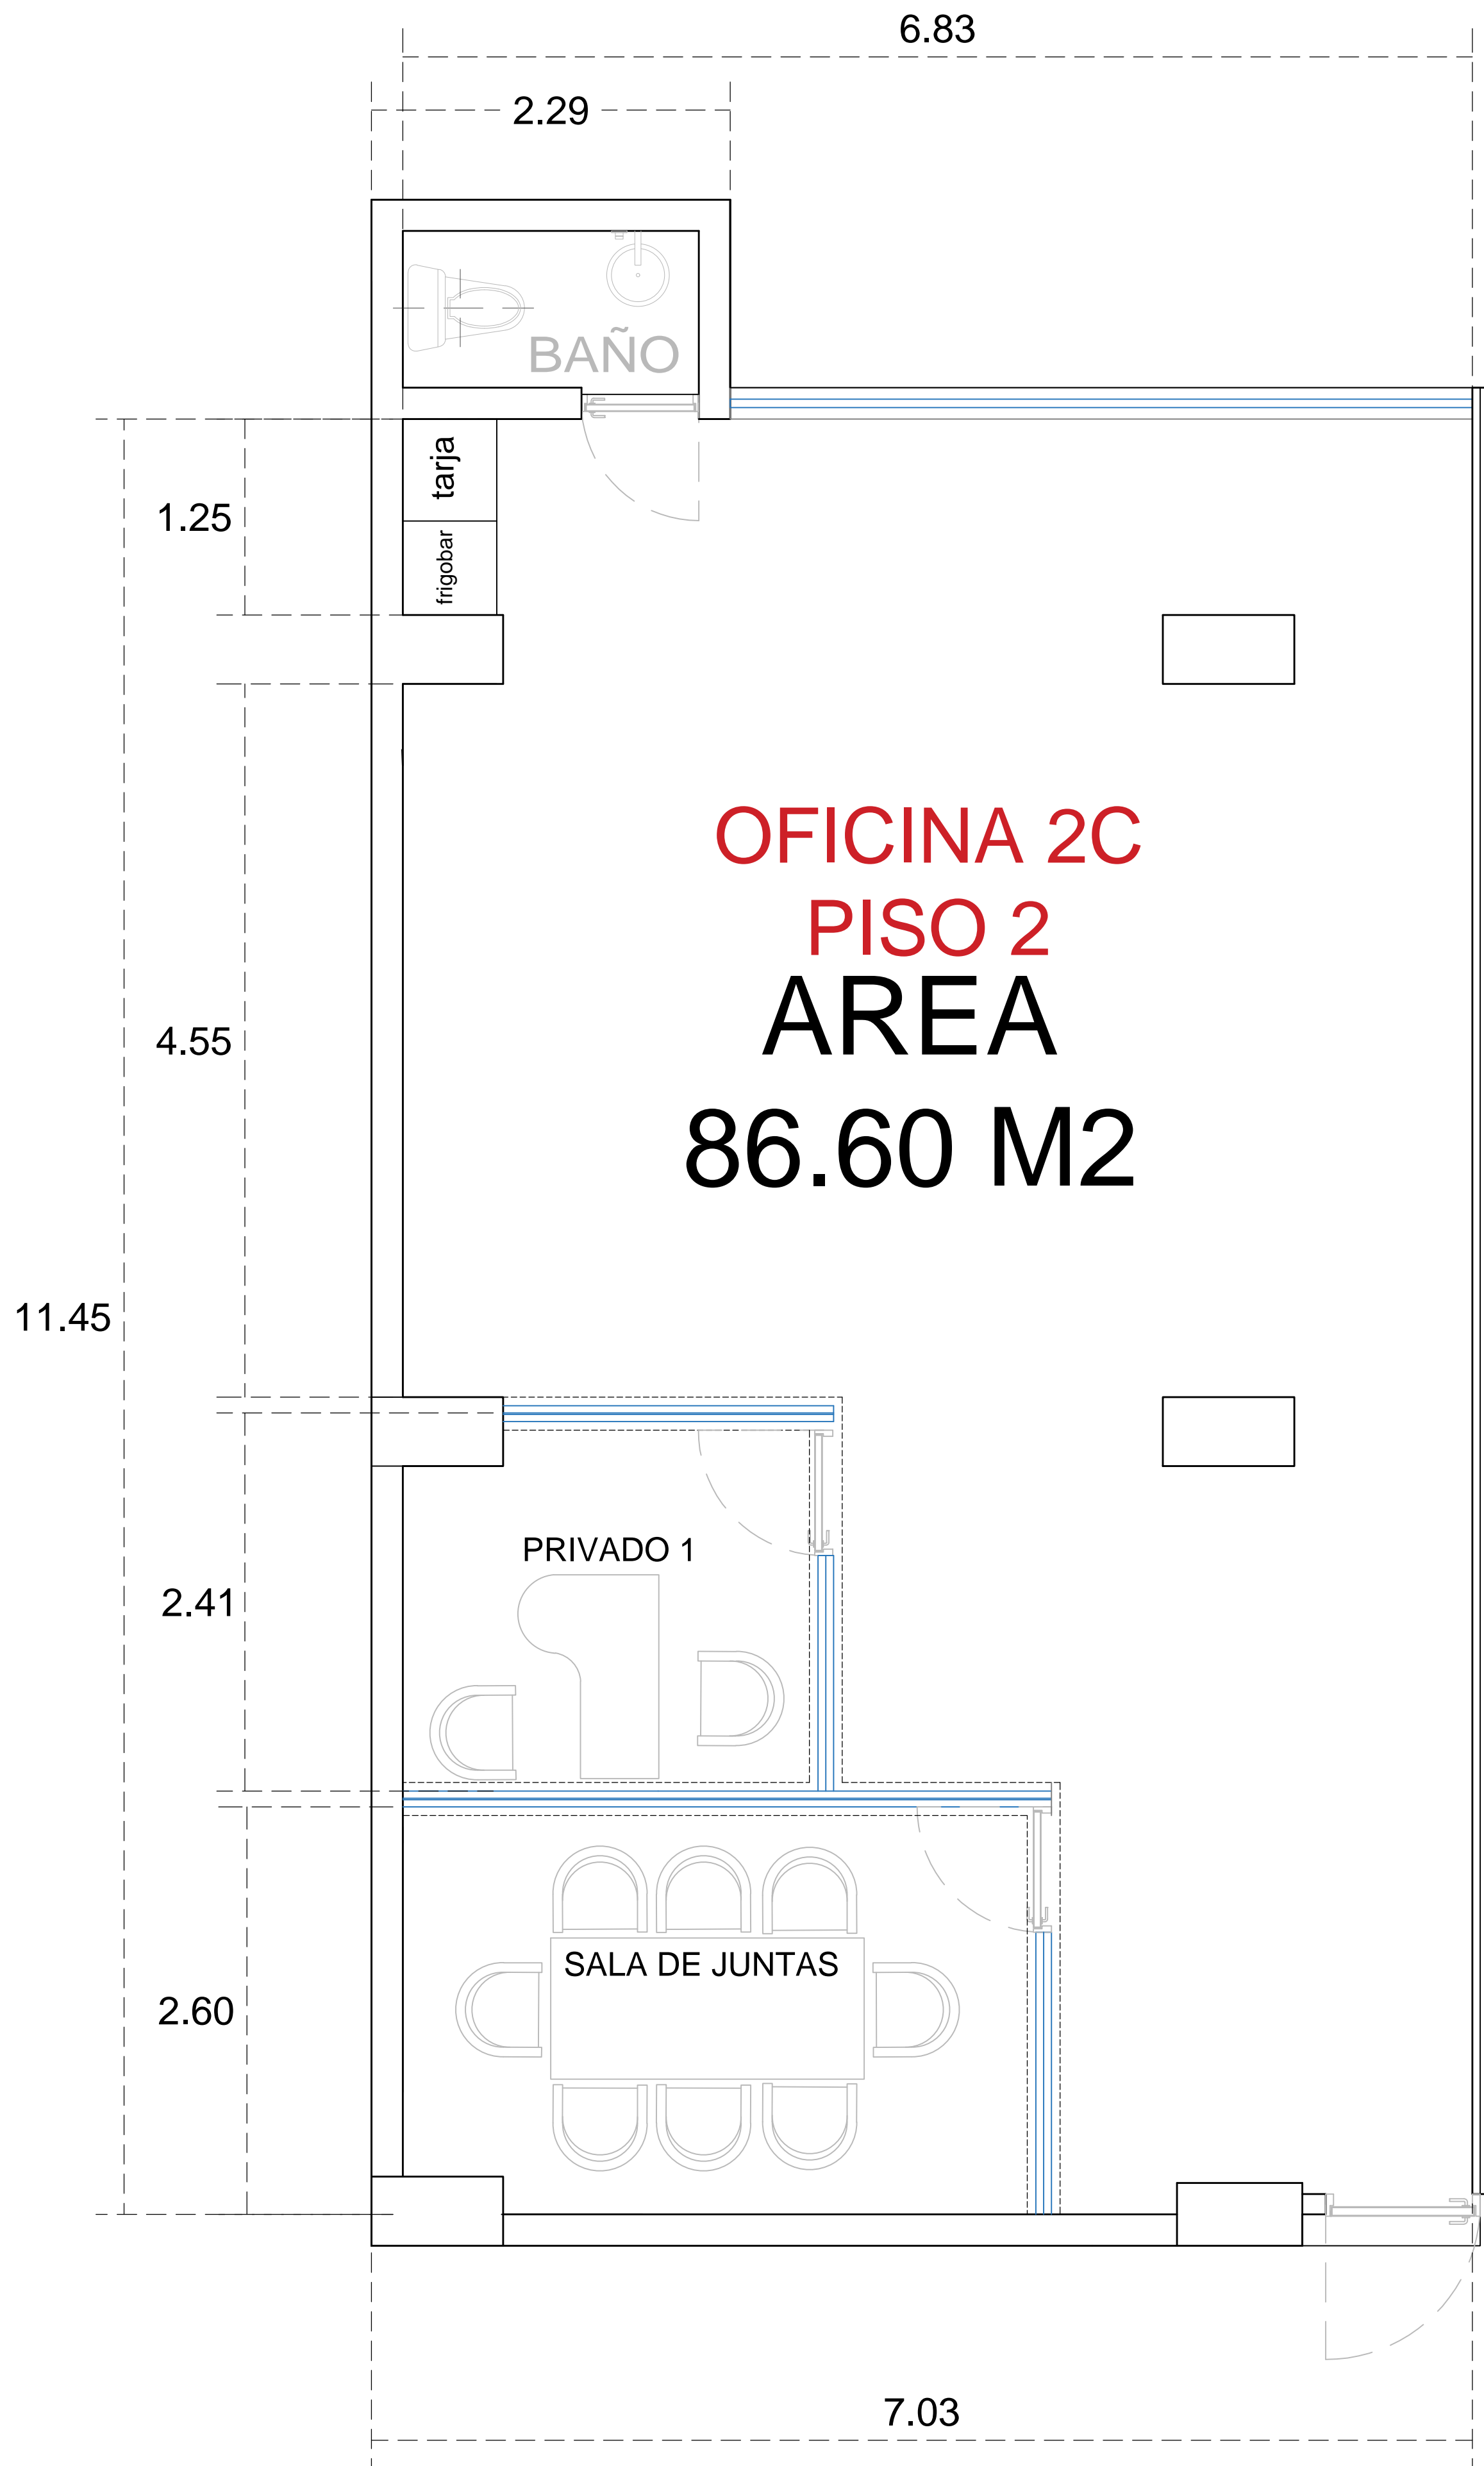 6.83
2.29
BAÑO
tarja
1.25
frigobar
OFICINA 2C
PISO 2
AREA
4.55
86.60 M2
11.45
PRIVADO 1
2.41
SALA DE JUNTAS
2.60
7.03